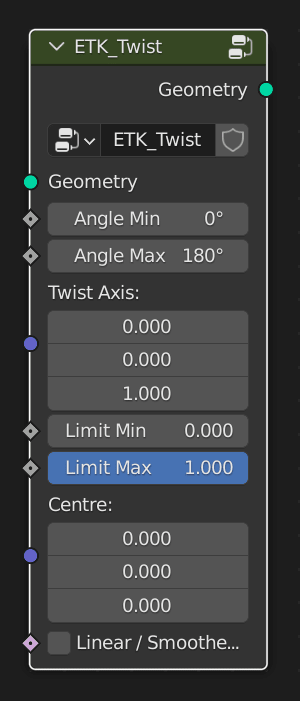 ETK_Twist
Geometry
ETK_Twist
Geometry
Angle Min 0°
Angle Max 180°
Twist Axis:
0.000
0.000
1.000
Limit Min 0.000
Limit Max 1.000
Centre:
0.000
0.000
0.000
Linear / Smoothe...